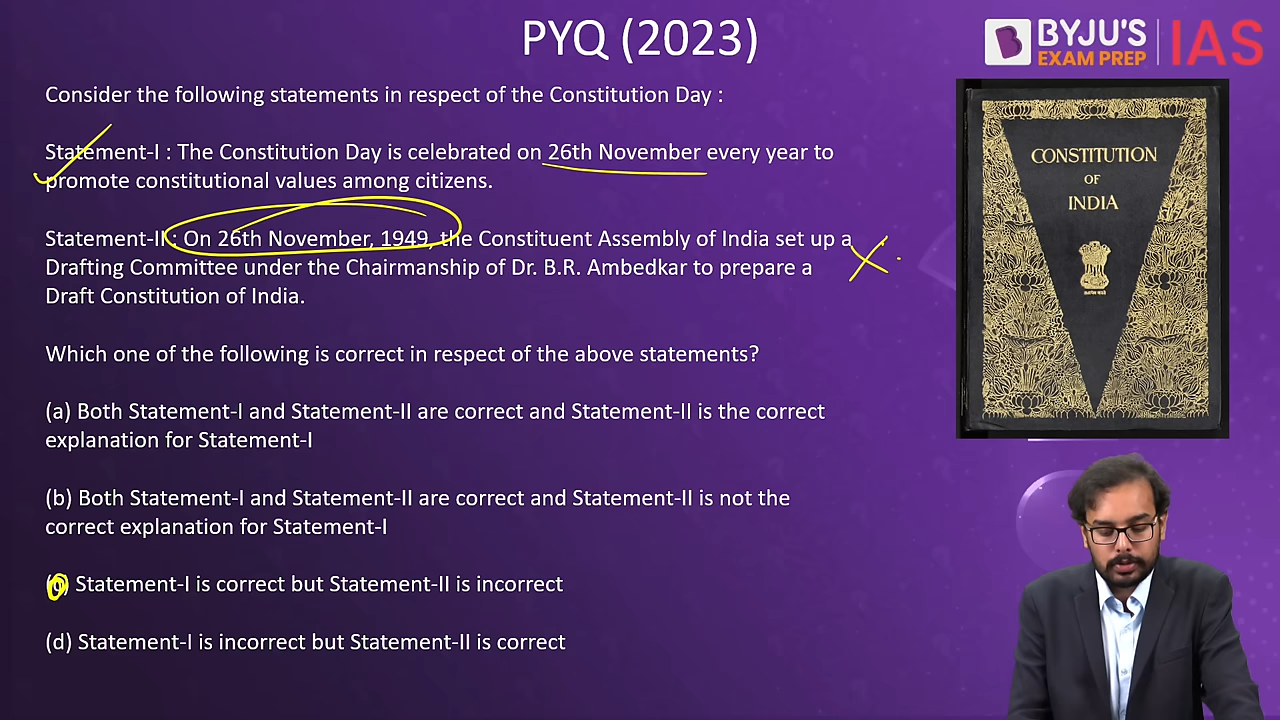 PYQ (2023)
BYJU'S
EXAM PREP
IAS
Consider the following statements in respect of the Constitution Day :
Statement-I : The Constitution Day is celebrated on 26th November every year to
promote constitutional values among citizens.
Statement-II : On 26th November, 1949, the Constituent Assembly of India set up a
Drafting Committee under the Chairmanship of Dr. B.R. Ambedkar to prepare a
Draft Constitution of India.
Which one of the following is correct in respect of the above statements?
(a) Both Statement-I and Statement-II are correct and Statement-II is the correct
explanation for Statement-I
(b) Both Statement-I and Statement-II are correct and Statement-II is not the
correct explanation for Statement-I
(c) Statement-I is correct but Statement-II is incorrect
(d) Statement-I is incorrect but Statement-II is correct
CONSTITUTION
OF
INDIA